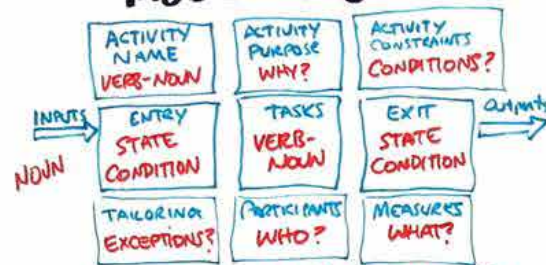 ACTIVITY NAME
VERB-NOUN
ACTIVITY PURPOSE
WHY?
ACTIVITY CONSTRAINTS
CONDITIONS?
INPUTS
NOUN
ENTRY
STATE
CONDITION
TASKS
VERB-
NOUN
EXIT
STATE
CONDITION
OUTPUTS
TAILORING
EXCEPTIONS?
PARTICIPANTS
WHO?
MEASURES
WHAT?